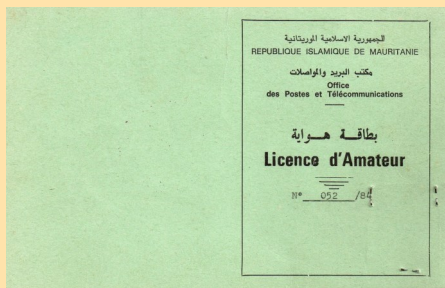 الجمهورية الاسلامية الموريتانية
REPUBLIQUE ISLAMIQUE DE MAURITANIE
مكتب البريد والمواصلات
Office
des Postes et Télécommunications
بطاقة هواية
Licence d'Amateur
N° 052 /84